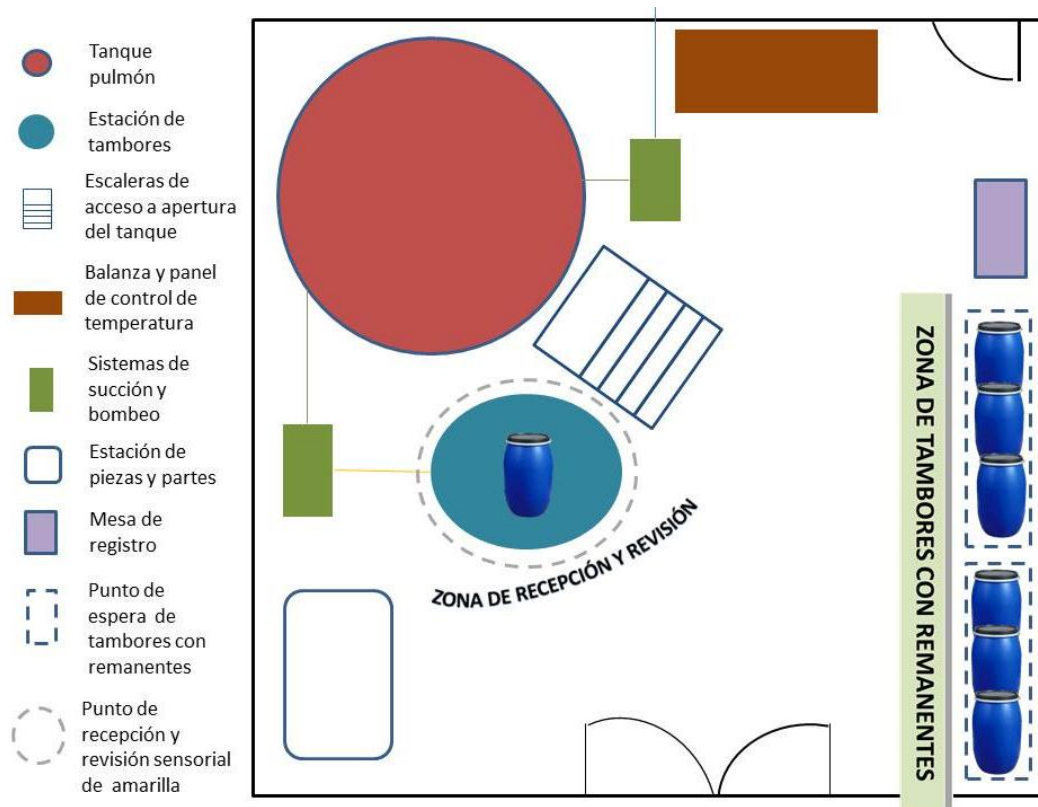 Tanque
pulmón
Estación de
tambores
Escaleras de
acceso a apertura
del tanque
Balanza y panel
de control de
temperatura
Sistemas de
succión y
bombeo
Estación de
piezas y partes
Mesa de
registro
Punto de
espera de
tambores con
remanentes
Punto de
recepción y
revisión sensorial
de amarilla
ZONA DE RECEPCIÓN Y REVISIÓN
ZONA DE TAMBORES CON REMANENTES